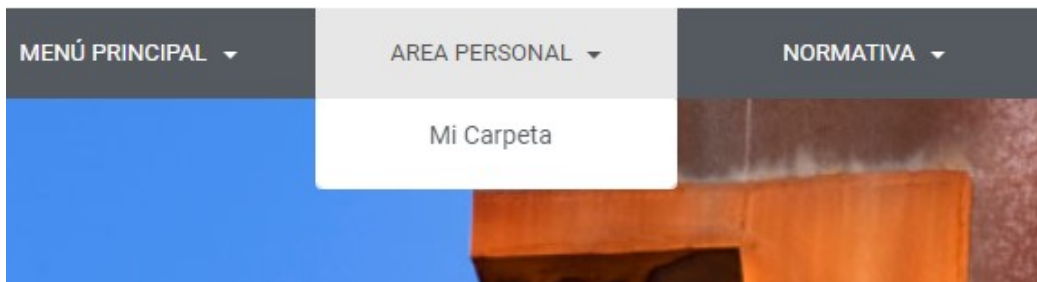 MENÚ PRINCIPAL
AREA PERSONAL
NORMATIVA
Mi Carpeta